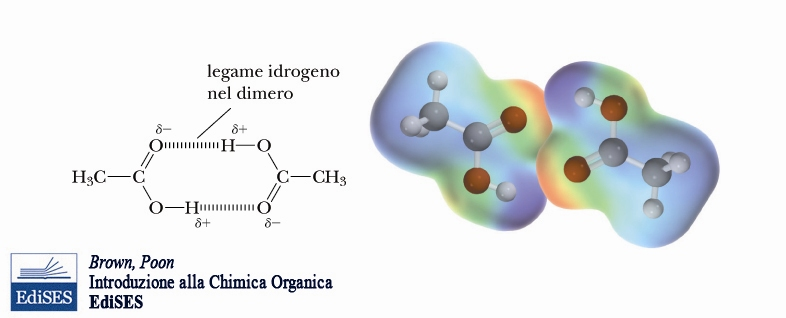 legame idrogeno
nel dimero
δ− δ+
O H—O
H₃C—C C—CH₃
O—H O
δ+ δ−
EdiSES
Brown, Poon
Introduzione alla Chimica Organica
EdiSES